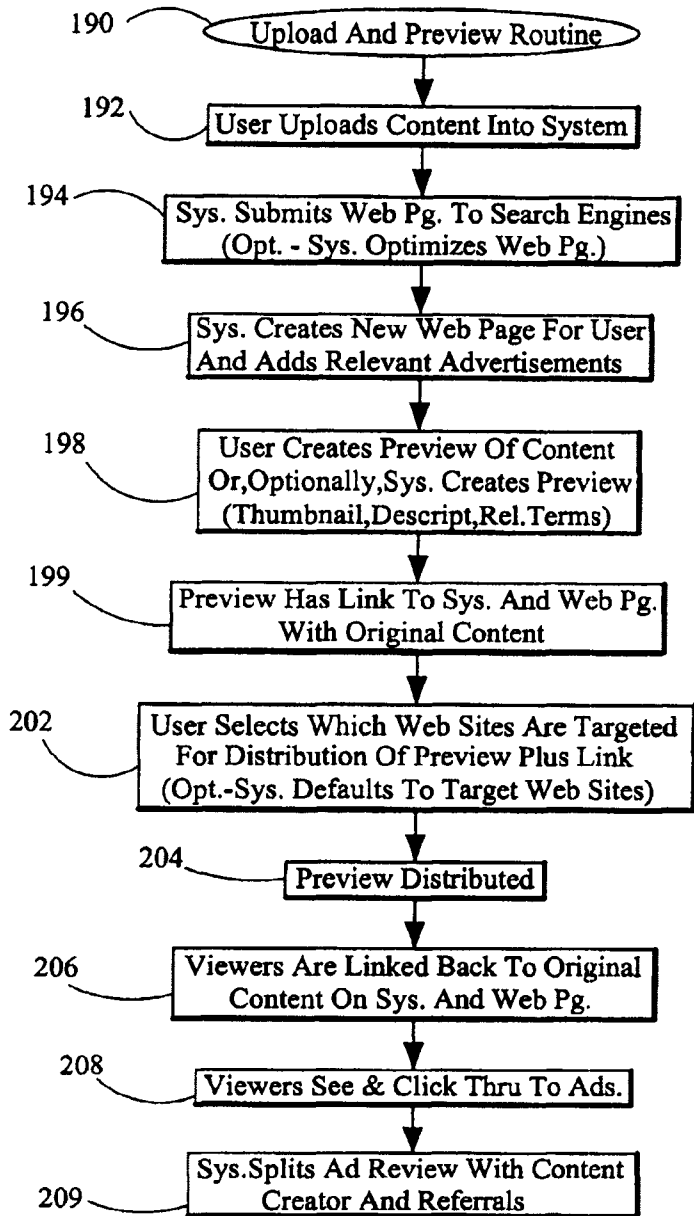 190
Upload And Preview Routine
192
User Uploads Content Into System
194
Sys. Submits Web Pg. To Search Engines
(Opt. - Sys. Optimizes Web Pg.)
196
Sys. Creates New Web Page For User
And Adds Relevant Advertisements
198
User Creates Preview Of Content
Or,Optionally,Sys. Creates Preview
(Thumbnail,Descript,Rel.Terms)
199
Preview Has Link To Sys. And Web Pg.
With Original Content
202
User Selects Which Web Sites Are Targeted
For Distribution Of Preview Plus Link
(Opt.-Sys. Defaults To Target Web Sites)
204
Preview Distributed
206
Viewers Are Linked Back To Original
Content On Sys. And Web Pg.
208
Viewers See & Click Thru To Ads.
209
Sys.Splits Ad Review With Content
Creator And Referrals